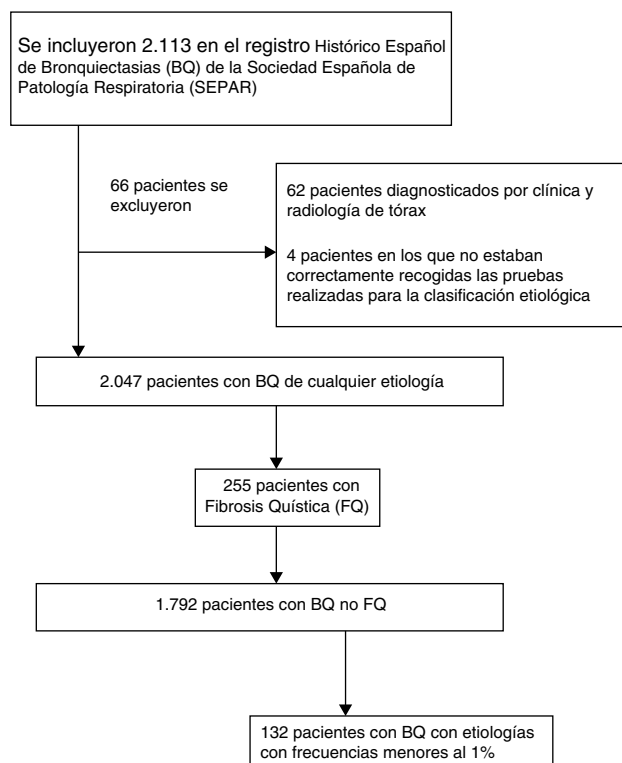 Se incluyeron 2.113 en el registro Histórico Español
de Bronquiectasias (BQ) de la Sociedad Española de
Patología Respiratoria (SEPAR)
66 pacientes se
excluyeron
62 pacientes diagnosticados por clínica y
radiología de tórax
4 pacientes en los que no estaban
correctamente recogidas las pruebas
realizadas para la clasificación etiológica
2.047 pacientes con BQ de cualquier etiología
255 pacientes con
Fibrosis Quística (FQ)
1.792 pacientes con BQ no FQ
132 pacientes con BQ con etiologías
con frecuencias menores al 1%